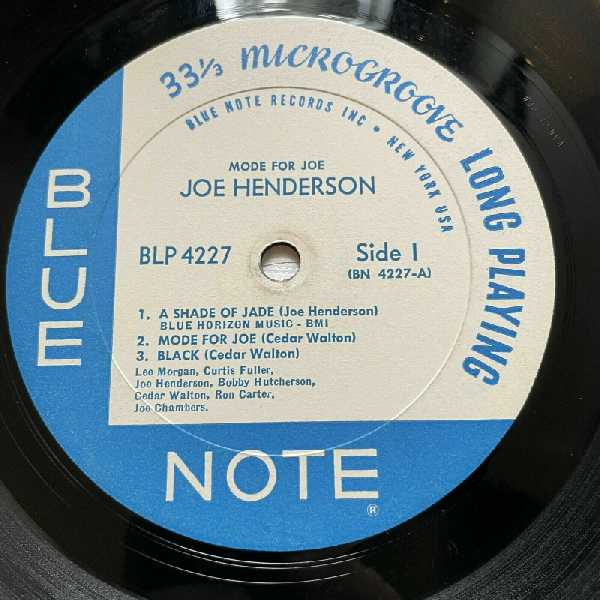 33⅓ MICROGROOVE LONG PLAYING
BLUE NOTE RECORDS INC • NEW YORK USA
MODE FOR JOE
JOE HENDERSON
BLP 4227
Side 1
(BN 4227-A)
1. A SHADE OF JADE (Joe Henderson)
BLUE HORIZON MUSIC - BMI
2. MODE FOR JOE (Cedar Walton)
3. BLACK (Cedar Walton)
Lee Morgan, Curtis Fuller,
Joe Henderson, Bobby Hutcherson,
Cedar Walton, Ron Carter,
Joe Chambers.
BLUE
NOTE
®